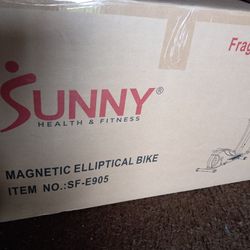 Frag
SUNNY®
HEALTH & FITNESS
MAGNETIC ELLIPTICAL BIKE
ITEM NO.:SF-E905